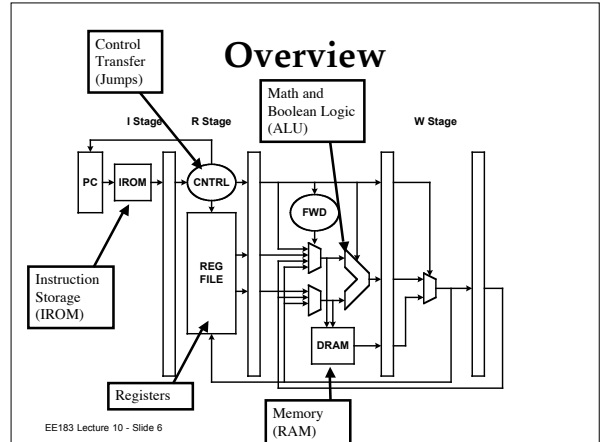 Overview
Control
Transfer
(Jumps)
Math and
Boolean Logic
(ALU)
I Stage
R Stage
W Stage
PC
IROM
CNTRL
FWD
REG
FILE
DRAM
Instruction
Storage
(IROM)
Registers
Memory
(RAM)
EE183 Lecture 10 - Slide 6